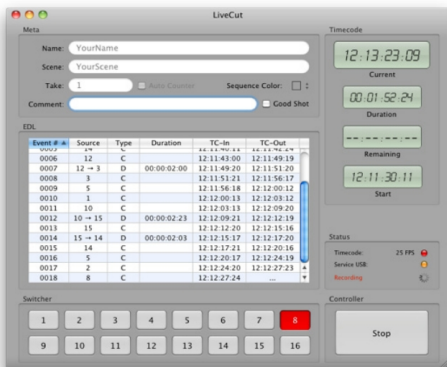 LiveCut
Meta
Name: YourName
Scene: YourScene
Take: 1 Auto Counter Sequence Color:
Comment: Good Shot
EDL
Event # Source Type Duration TC-In TC-Out
0005 14 C 12:11:40:11 12:11:42:24
0006 12 C 12:11:43:00 12:11:49:19
0007 12 → 3 D 00:00:02:00 12:11:49:20 12:11:51:20
0008 3 C 12:11:51:21 12:11:56:17
0009 5 C 12:11:56:18 12:12:00:12
0010 1 C 12:12:00:13 12:12:03:12
0011 10 C 12:12:03:13 12:12:09:20
0012 10 → 15 D 00:00:02:23 12:12:09:21 12:12:12:19
0013 15 C 12:12:12:20 12:12:15:16
0014 15 → 14 D 00:00:02:03 12:12:15:17 12:12:17:20
0015 14 C 12:12:17:21 12:12:20:16
0016 5 C 12:12:20:17 12:12:24:19
0017 2 C 12:12:24:20 12:12:27:23
0018 8 C 12:12:27:24 ...
Switcher
1 2 3 4 5 6 7 8
9 10 11 12 13 14 15 16
Timecode
12:13:23:09
Current
00:01:52:24
Duration
--:--:--:--
Remaining
12:11:30:11
Start
Status
Timecode: 25 FPS
Service USB:
Recording
Controller
Stop